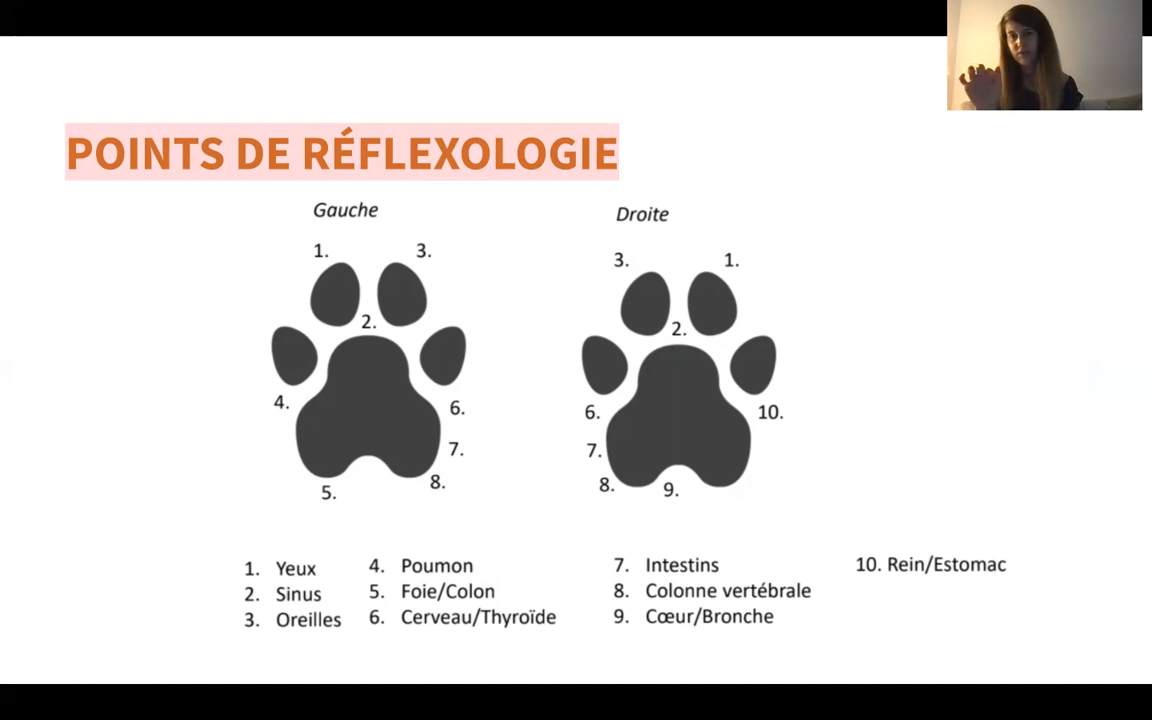 POINTS DE RÉFLEXOLOGIE
Gauche
Droite
1.
3.
2.
4.
6.
7.
8.
5.
3.
1.
2.
6.
10.
7.
8.
9.
1. Yeux
2. Sinus
3. Oreilles
4. Poumon
5. Foie/Colon
6. Cerveau/Thyroïde
7. Intestins
8. Colonne vertébrale
9. Cœur/Bronche
10. Rein/Estomac